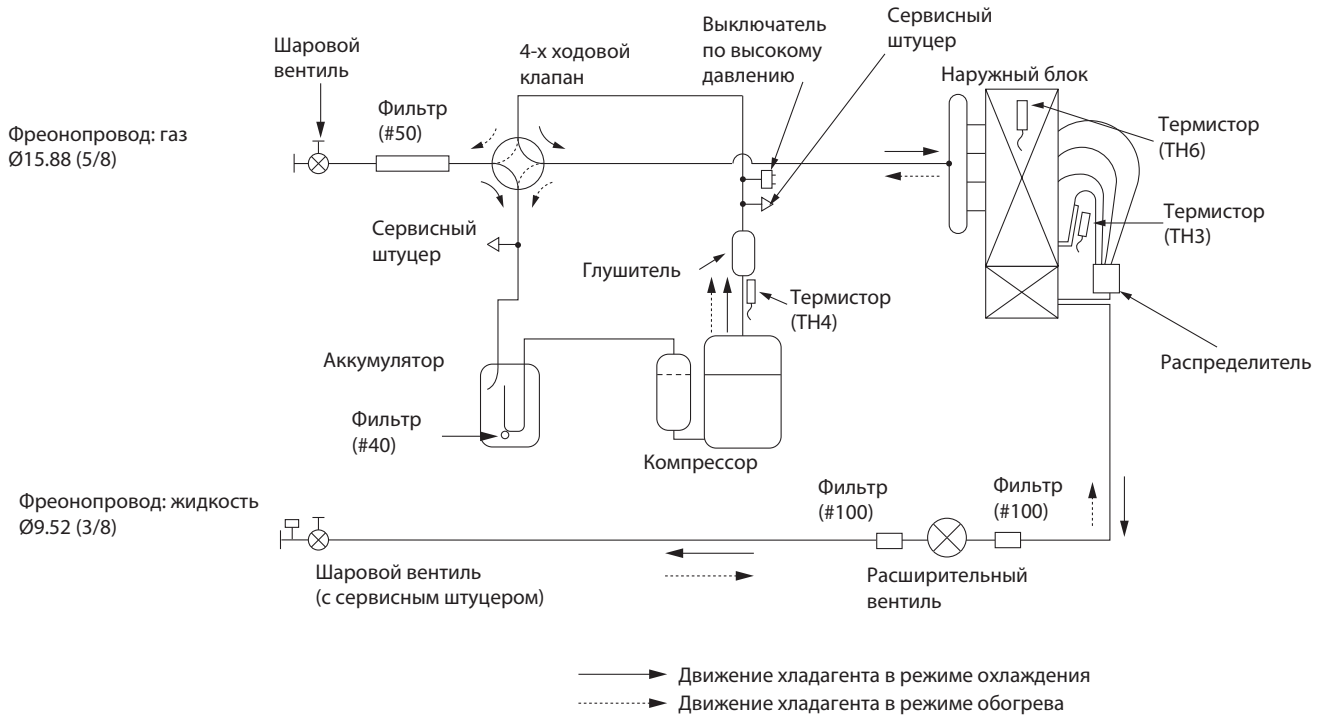 Выключатель
по высокому
давлению
Сервисный
штуцер
Шаровой
вентиль
4-х ходовой
клапан
Наружный блок
Фильтр
(#50)
Фреонопровод: газ
Ø15.88 (5/8)
Термистор
(TH6)
Термистор
(TH3)
Сервисный
штуцер
Глушитель
Термистор
(TH4)
Распределитель
Аккумулятор
Фильтр
(#40)
Компрессор
Фреонопровод: жидкость
Ø9.52 (3/8)
Фильтр
(#100)
Фильтр
(#100)
Шаровой вентиль
(с сервисным штуцером)
Расширительный
вентиль
Движение хладагента в режиме охлаждения
Движение хладагента в режиме обогрева